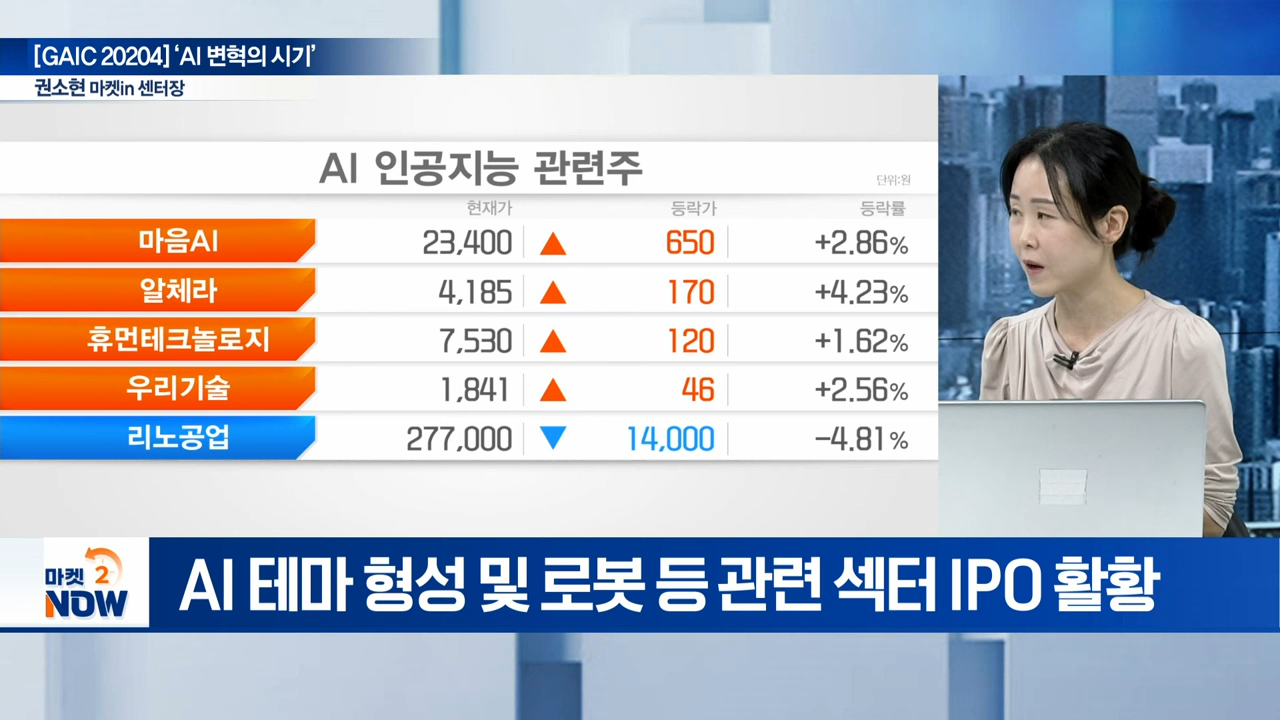 [GAIC 20204] ‘AI 변혁의 시기’
권소현 마켓in 센터장
AI 인공지능 관련주
단위:원
현재가 등락가 등락률
마음AI 23,400 ▲ 650 +2.86%
알체라 4,185 ▲ 170 +4.23%
휴먼테크놀로지 7,530 ▲ 120 +1.62%
우리기술 1,841 ▲ 46 +2.56%
리노공업 277,000 ▼ 14,000 -4.81%
마켓 2
NOW
AI 테마 형성 및 로봇 등 관련 섹터 IPO 활황